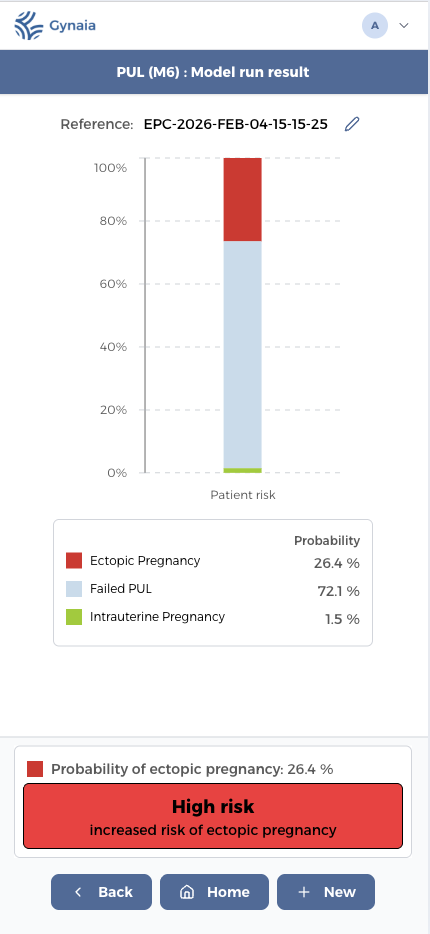 Gynaia
A
PUL (M6) : Model run result
Reference: EPC-2026-FEB-04-15-15-25
100%
80%
60%
40%
20%
0%
Patient risk
Probability
Ectopic Pregnancy 26.4 %
Failed PUL 72.1 %
Intrauterine Pregnancy 1.5 %
Probability of ectopic pregnancy: 26.4 %
High risk
increased risk of ectopic pregnancy
Back Home New